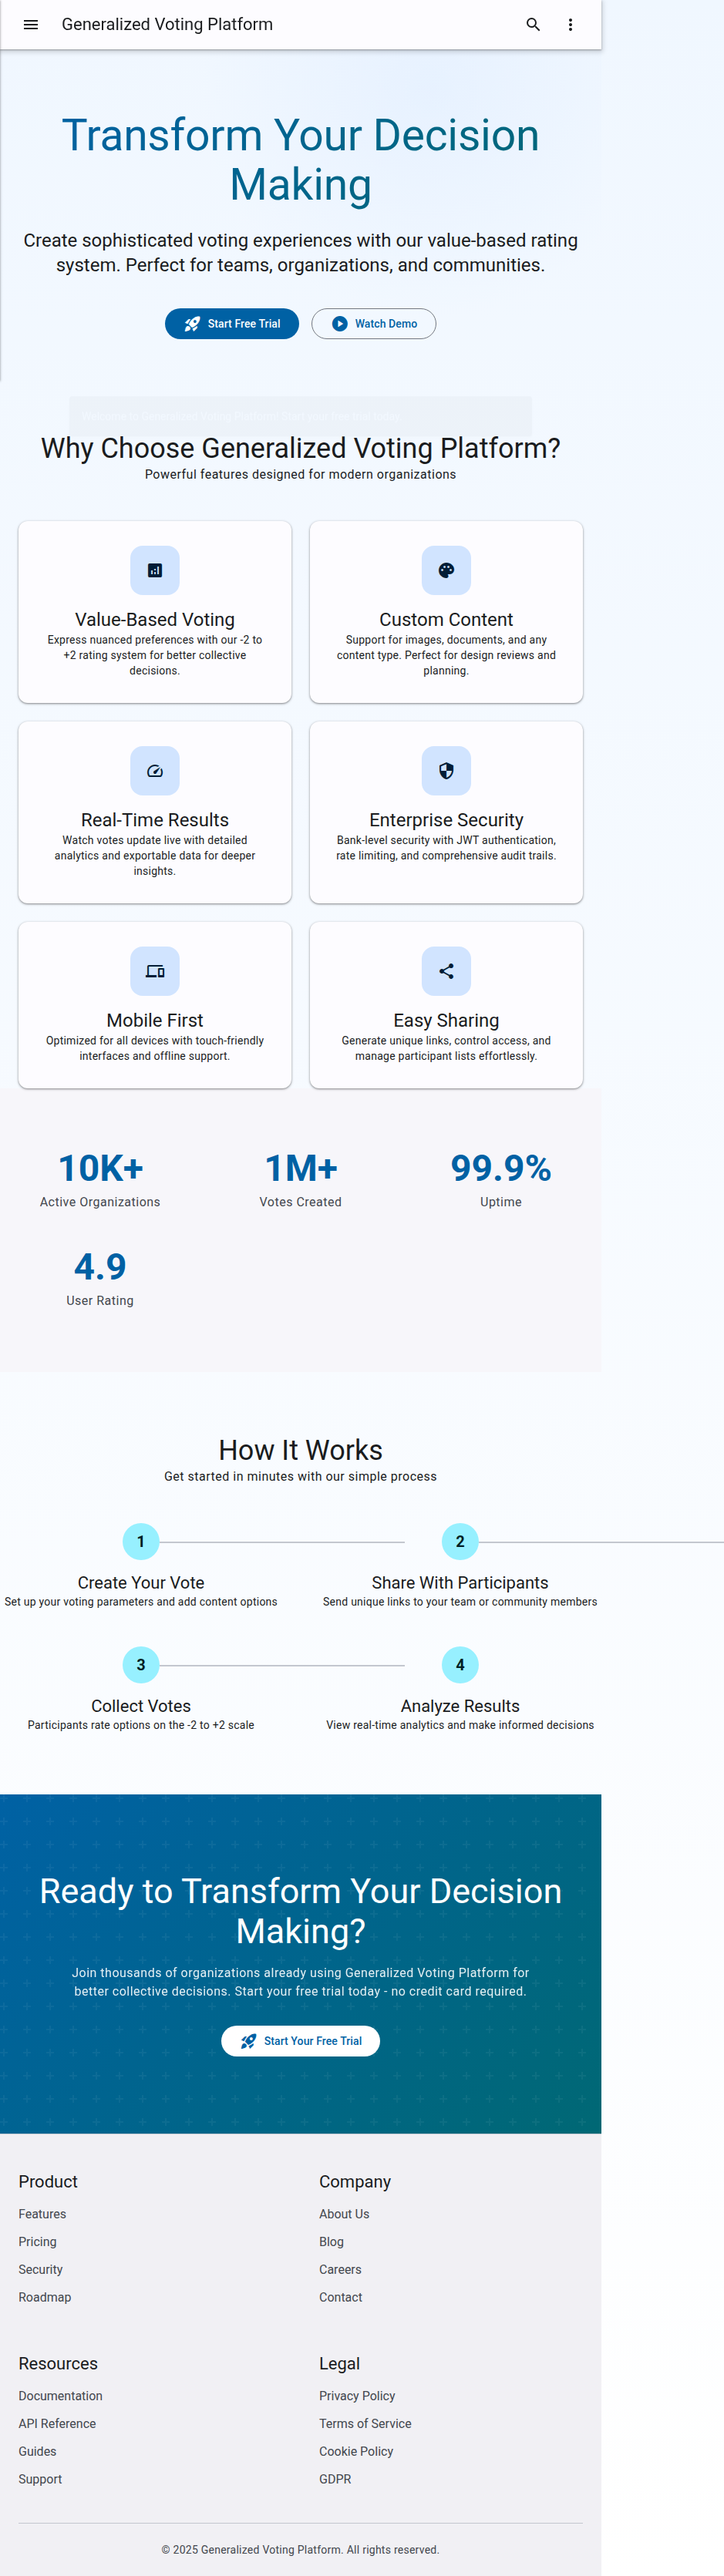 Generalized Voting Platform
Transform Your Decision
Making
Create sophisticated voting experiences with our value-based rating
system. Perfect for teams, organizations, and communities.
Start Free Trial
Watch Demo
Why Choose Generalized Voting Platform?
Powerful features designed for modern organizations
Value-Based Voting
Express nuanced preferences with our -2 to
+2 rating system for better collective
decisions.
Custom Content
Support for images, documents, and any
content type. Perfect for design reviews and
planning.
Real-Time Results
Watch votes update live with detailed
analytics and exportable data for deeper
insights.
Enterprise Security
Bank-level security with JWT authentication,
rate limiting, and comprehensive audit trails.
Mobile First
Optimized for all devices with touch-friendly
interfaces and offline support.
Easy Sharing
Generate unique links, control access, and
manage participant lists effortlessly.
10K+
Active Organizations
1M+
Votes Created
99.9%
Uptime
4.9
User Rating
How It Works
Get started in minutes with our simple process
1
Create Your Vote
Set up your voting parameters and add content options
2
Share With Participants
Send unique links to your team or community members
3
Collect Votes
Participants rate options on the -2 to +2 scale
4
Analyze Results
View real-time analytics and make informed decisions
Ready to Transform Your Decision
Making?
Join thousands of organizations already using Generalized Voting Platform for
better collective decisions. Start your free trial today - no credit card required.
Start Your Free Trial
Product
Features
Pricing
Security
Roadmap
Company
About Us
Blog
Careers
Contact
Resources
Documentation
API Reference
Guides
Support
Legal
Privacy Policy
Terms of Service
Cookie Policy
GDPR
© 2025 Generalized Voting Platform. All rights reserved.